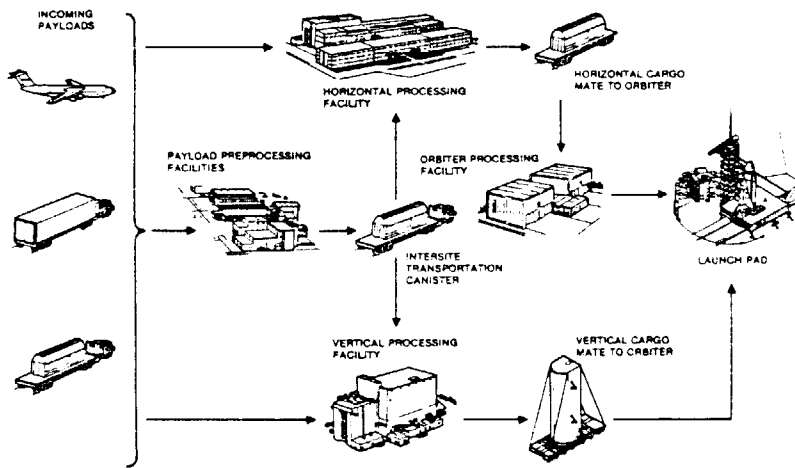 INCOMING
PAYLOADS
HORIZONTAL PROCESSING
FACILITY
HORIZONTAL CARGO
MATE TO ORBITER
PAYLOAD PREPROCESSING
FACILITIES
ORBITER PROCESSING
FACILITY
INTERSITE
TRANSPORTATION
CANISTER
LAUNCH PAD
VERTICAL PROCESSING
FACILITY
VERTICAL CARGO
MATE TO ORBITER